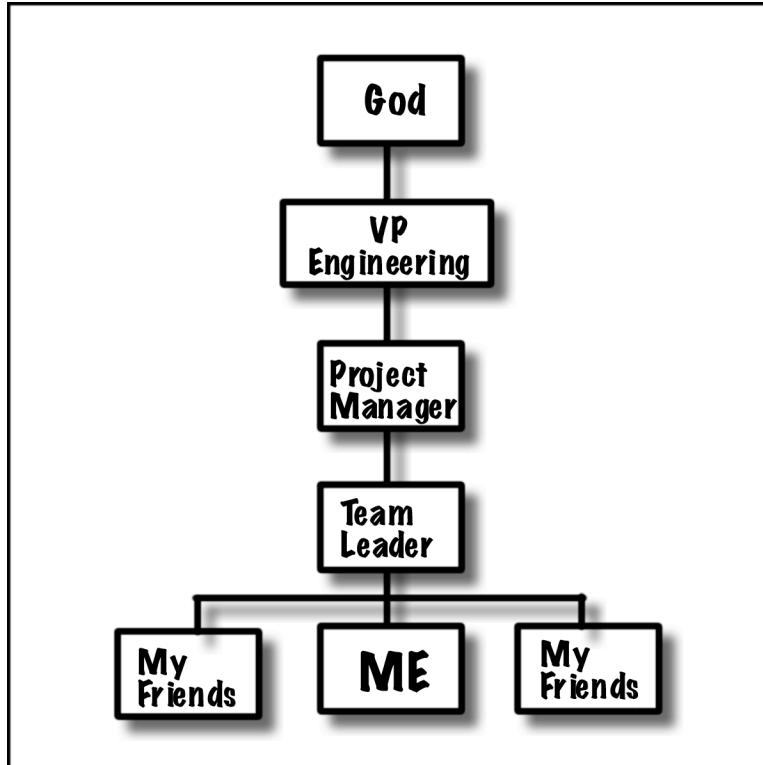 God
VP
Engineering
Project
Manager
Team
Leader
My
Friends
ME
My
Friends